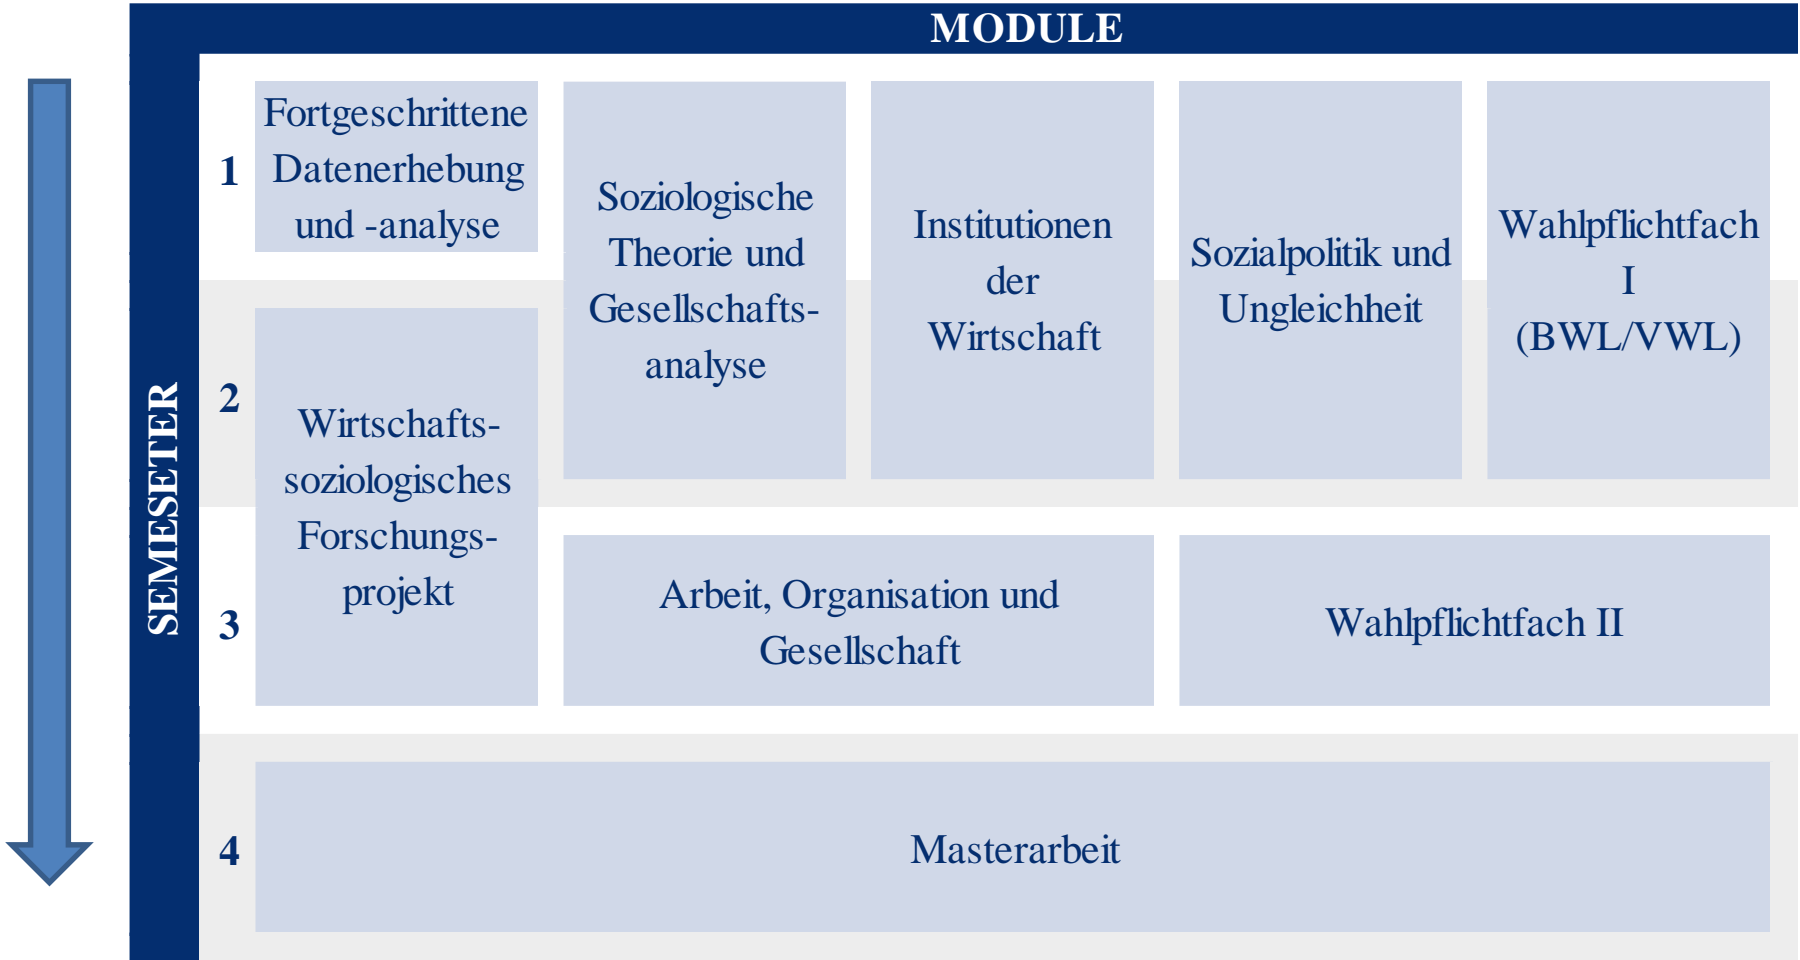 MODULE
SEMESETER
1
Fortgeschrittene
Datenerhebung
und -analyse
Soziologische
Theorie und
Gesellschafts-
analyse
Institutionen
der
Wirtschaft
Sozialpolitik und
Ungleichheit
Wahlpflichtfach
I
(BWL/VWL)
2
Wirtschafts-
soziologisches
Forschungs-
projekt
3
Arbeit, Organisation und
Gesellschaft
Wahlpflichtfach II
4
Masterarbeit